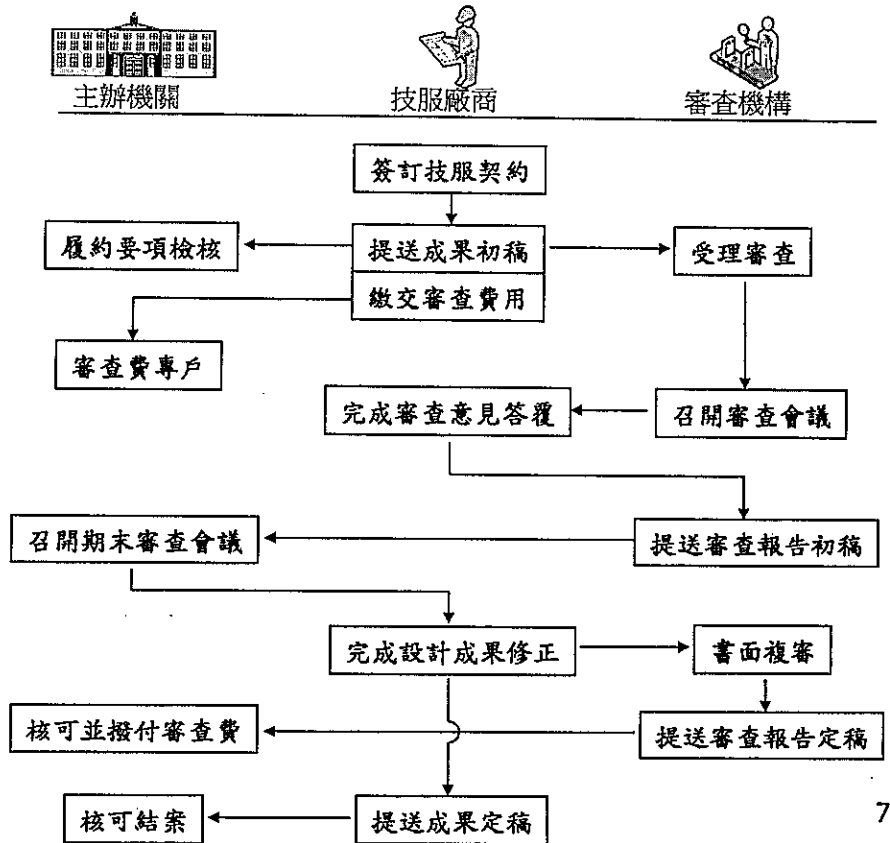 主辦機關
技服廠商
審查機構
簽訂技服契約
履約要項檢核
提送成果初稿
受理審查
繳交審查費用
審查費專戶
完成審查意見答覆
召開審查會議
召開期末審查會議
提送審查報告初稿
完成設計成果修正
書面複審
核可並撥付審查費
提送審查報告定稿
核可結案
提送成果定稿
7